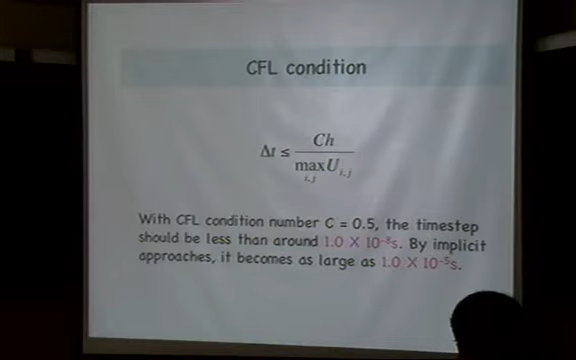 CFL condition
Δt ≤ Ch / max_{i,j} U_{i,j}
With CFL condition number C = 0.5, the timestep
should be less than around 1.0 X 10⁻⁸s. By implicit
approaches, it becomes as large as 1.0 X 10⁻⁵s.